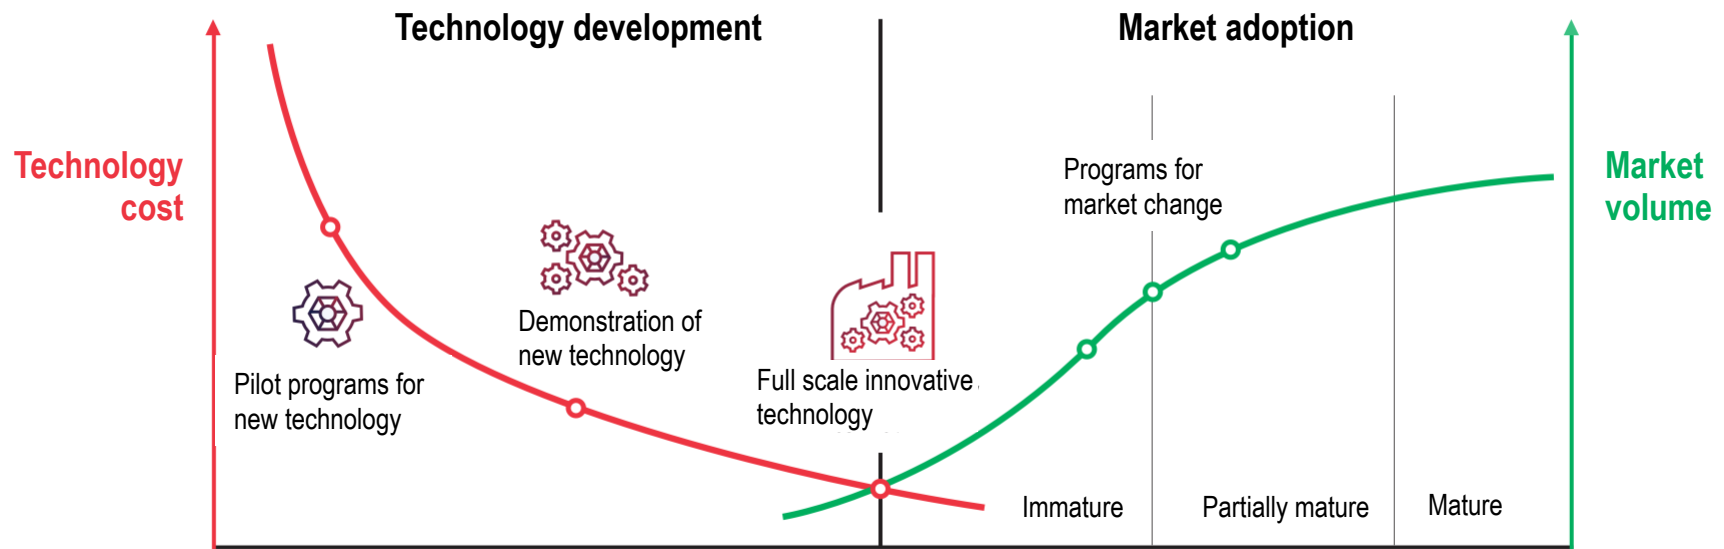 Technology development
Market adoption
Technology
cost
Market
volume
Programs for
market change
Demonstration of
new technology
Pilot programs for
new technology
Full scale innovative
technology
Immature
Partially mature
Mature